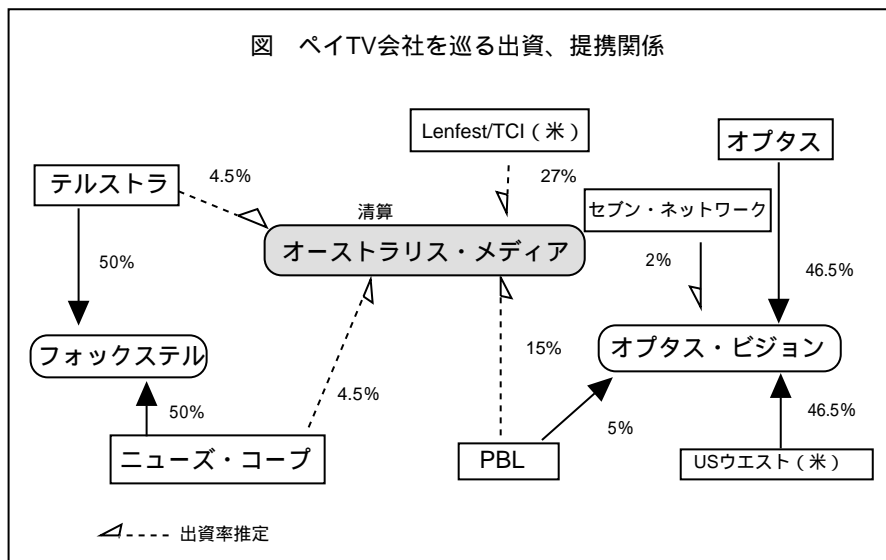 図　ペイTV会社を巡る出資、提携関係
Lenfest/TCI（米）
オプタス
テルストラ
4.5%
27%
セブン・ネットワーク
清算
オーストラリス・メディア
50%
2%
46.5%
フォックステル
15%
オプタス・ビジョン
50%
4.5%
5%
46.5%
ニューズ・コープ
PBL
USウエスト（米）
出資率推定